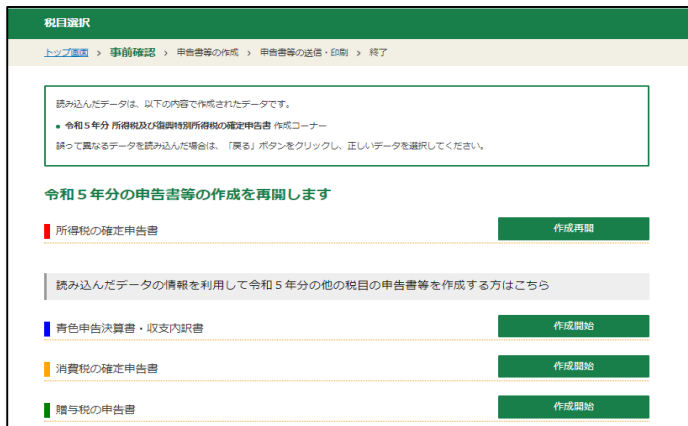 税目選択
トップ画面 > 事前確認 > 申告書等の作成 > 申告書等の送信・印刷 > 終了
読み込んだデータは、以下の内容で作成されたデータです。
• 令和5年分 所得税及び復興特別所得税の確定申告書 作成コーナー
誤って異なるデータを読み込んだ場合は、「戻る」ボタンをクリックし、正しいデータを選択してください。
令和5年分の申告書等の作成を再開します
所得税の確定申告書 作成再開
読み込んだデータの情報を利用して令和5年分の他の税目の申告書等を作成する方はこちら
青色申告決算書・収支内訳書 作成開始
消費税の確定申告書 作成開始
贈与税の申告書 作成開始